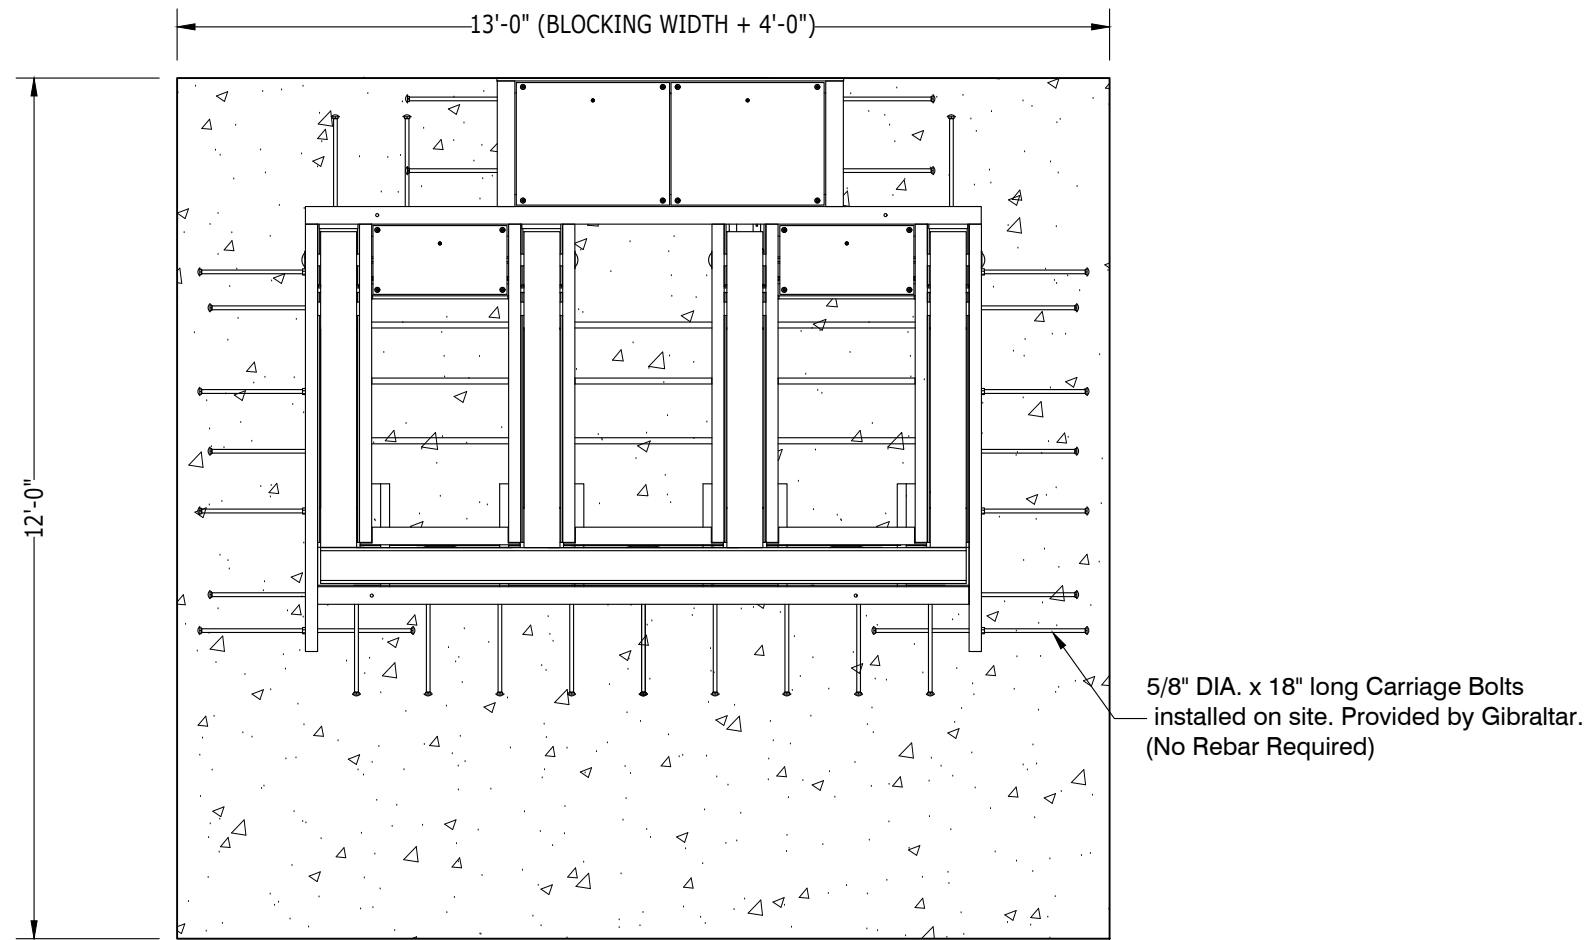 13'-0" (BLOCKING WIDTH + 4'-0")
12'-0"
5/8" DIA. x 18" long Carriage Bolts
installed on site. Provided by Gibraltar.
(No Rebar Required)